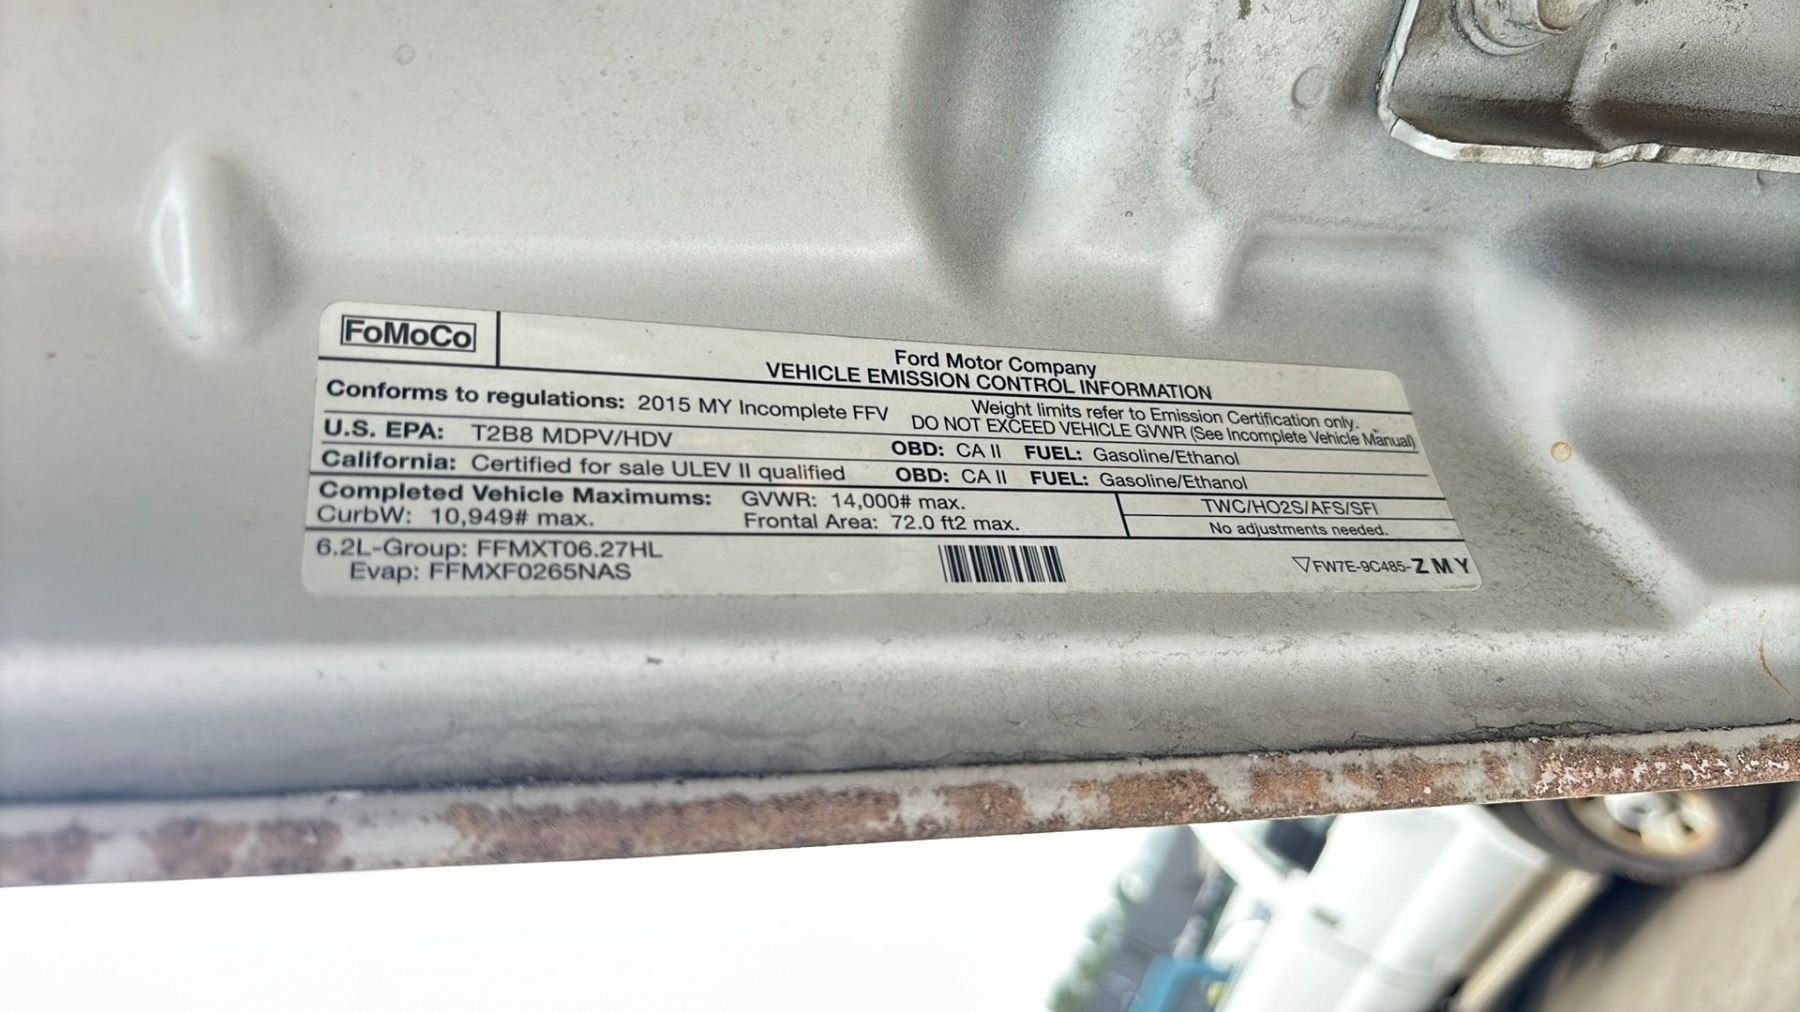 FoMoCo
Ford Motor Company
VEHICLE EMISSION CONTROL INFORMATION
Conforms to regulations: 2015 MY Incomplete FFV
Weight limits refer to Emission Certification only.
DO NOT EXCEED VEHICLE GVWR (See Incomplete Vehicle Manual)
U.S. EPA: T2B8 MDPV/HDV OBD: CA II FUEL: Gasoline/Ethanol
California: Certified for sale ULEV II qualified OBD: CA II FUEL: Gasoline/Ethanol
Completed Vehicle Maximums: GVWR: 14,000# max.
CurbW: 10,949# max. Frontal Area: 72.0 ft2 max.
TWC/HO2S/AFS/SFI
No adjustments needed.
6.2L-Group: FFMXT06.27HL
Evap: FFMXF0265NAS
▽FW7E-9C485-ZMY